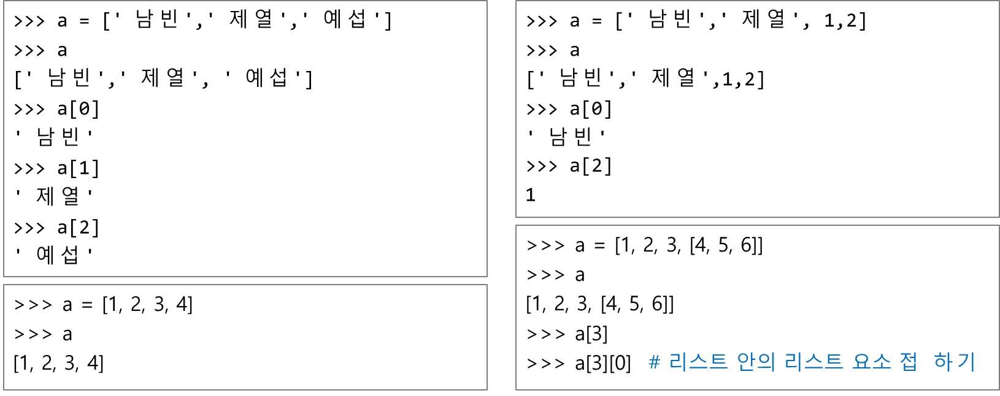 >>> a = [' 남빈',' 제열',' 예섭']
>>> a
[' 남빈',' 제열', ' 예섭']
>>> a[0]
' 남빈'
>>> a[1]
' 제열'
>>> a[2]
' 예섭'
>>> a = [1, 2, 3, 4]
>>> a
[1, 2, 3, 4]
>>> a = [' 남빈',' 제열', 1,2]
>>> a
[' 남빈',' 제열',1,2]
>>> a[0]
' 남빈'
>>> a[2]
1
>>> a = [1, 2, 3, [4, 5, 6]]
>>> a
[1, 2, 3, [4, 5, 6]]
>>> a[3]
>>> a[3][0] # 리스트 안의 리스트 요소 접 하기